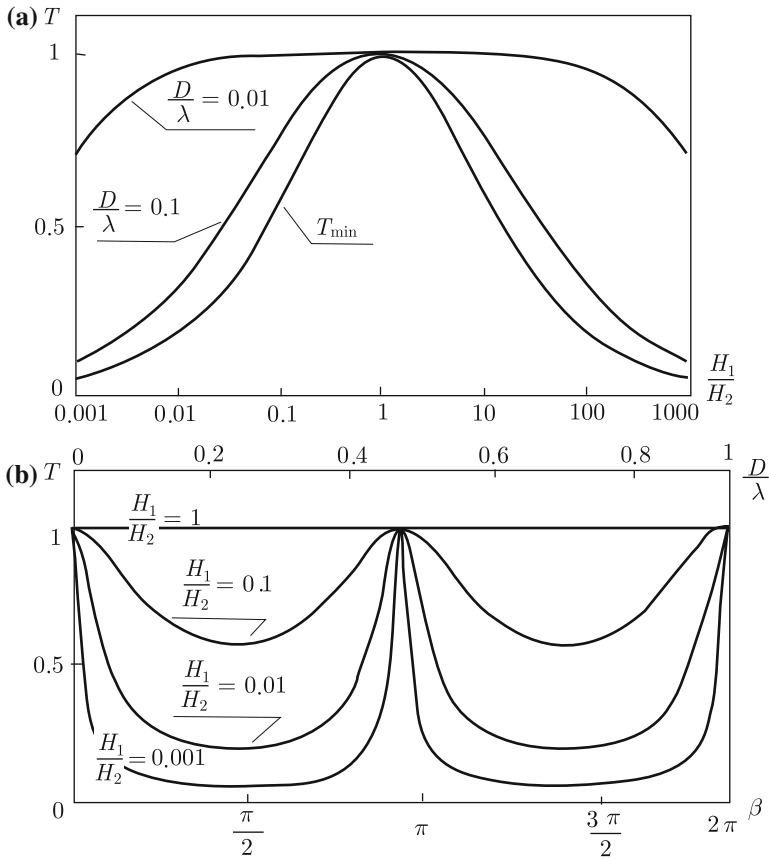 (a) T
1
D/λ = 0.01
D/λ = 0.1
T_min
0.5
0
H₁/H₂
0.001 0.01 0.1 1 10 100 1000
0 0.2 0.4 0.6 0.8 1
(b) T
D/λ
H₁/H₂ = 1
1
H₁/H₂ = 0.1
0.5
H₁/H₂ = 0.01
H₁/H₂ = 0.001
0
π/2 π 3π/2 2π β